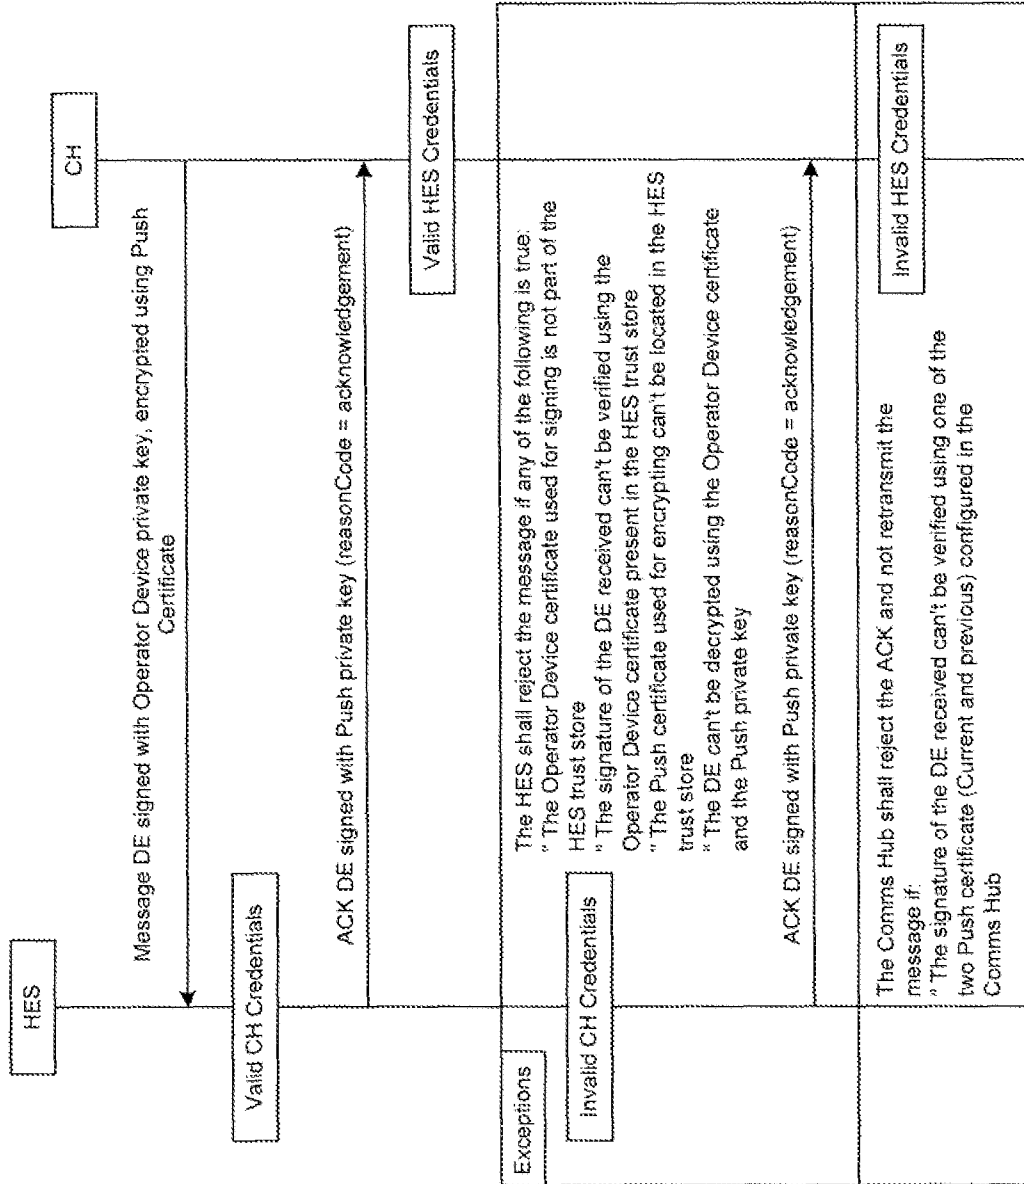 HES
CH
Message DE signed with Operator Device private key, encrypted using Push
Certificate
Valid CH Credentials
ACK DE signed with Push private key (reasonCode = acknowledgement)
Valid HES Credentials
Exceptions
The HES shall reject the message if any of the following is true:
" The Operator Device certificate used for signing is not part of the
HES trust store
" The signature of the DE received can't be verified using the
Operator Device certificate present in the HES trust store
" The Push certificate used for encrypting can't be located in the HES
trust store
" The DE can't be decrypted using the Operator Device certificate
and the Push private key
Invalid CH Credentials
ACK DE signed with Push private key (reasonCode = acknowledgement)
Invalid HES Credentials
The Comms Hub shall reject the ACK and not retransmit the
message if:
" The signature of the DE received can't be verified using one of the
two Push certificate (Current and previous) configured in the
Comms Hub